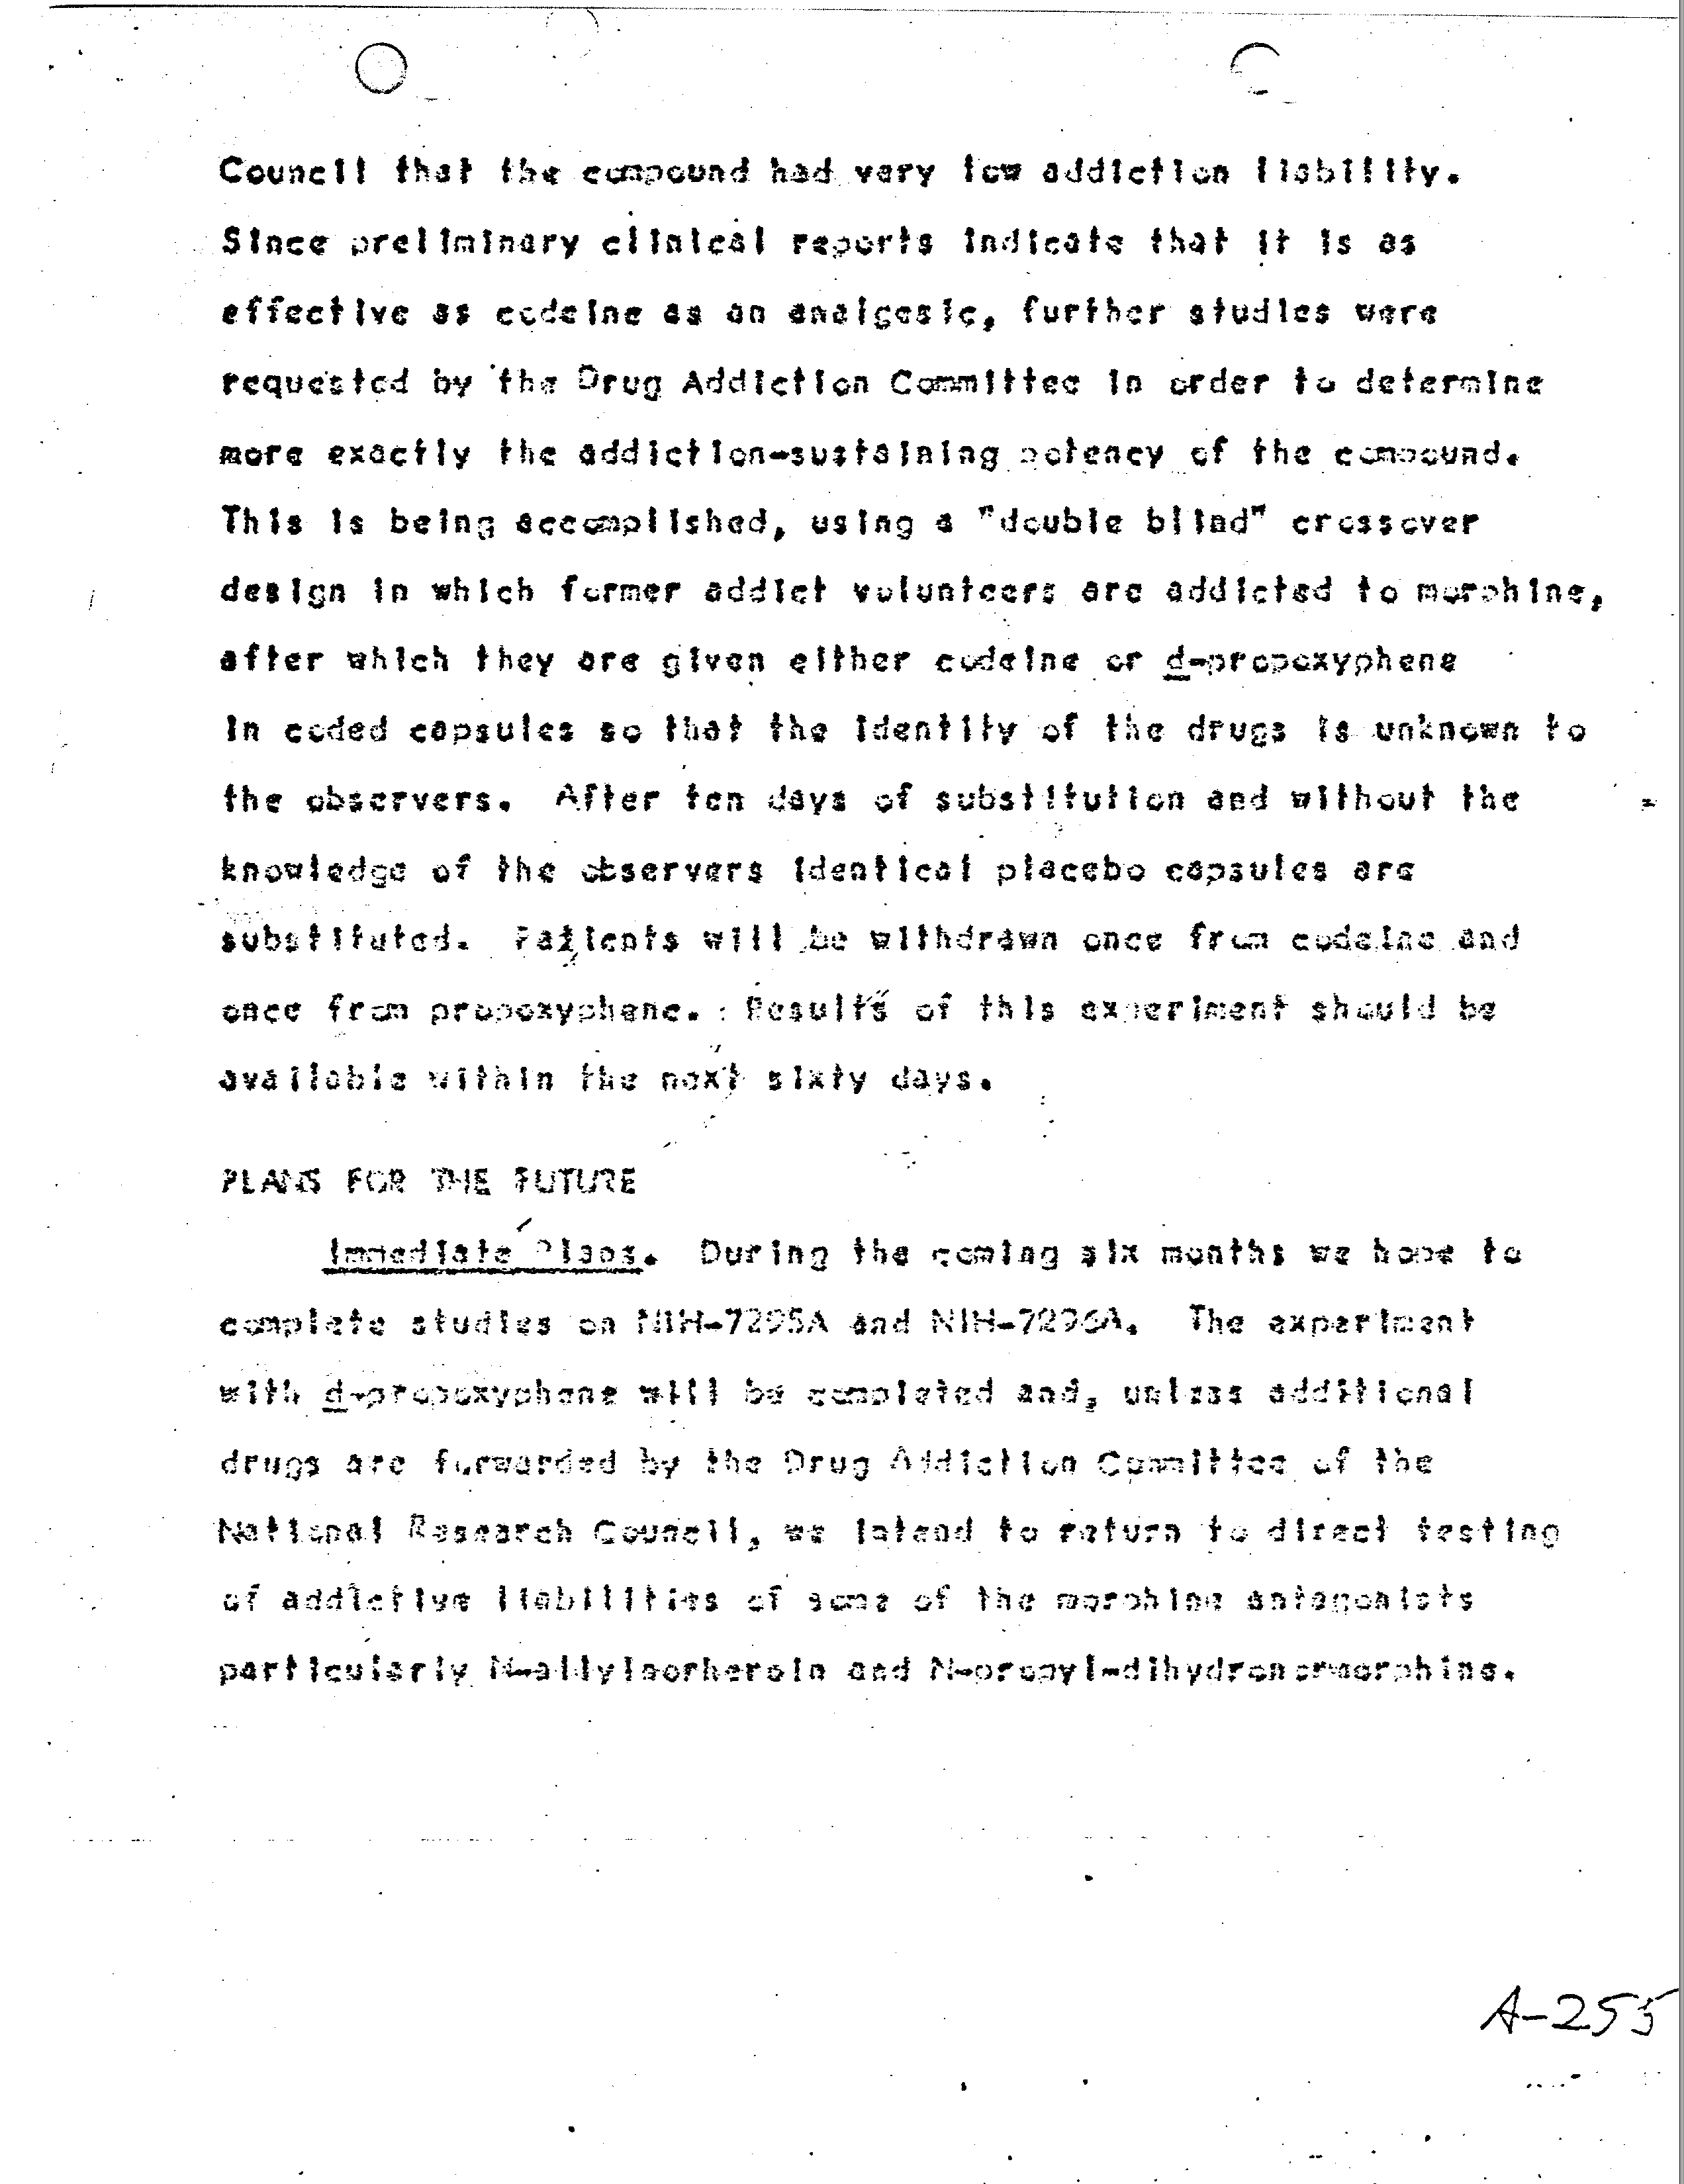 Council that the compound had very low addiction liability.
Since preliminary clinical reports indicate that it is as
effective as codeine as an analgesic, further studies were
requested by the Drug Addiction Committee in order to determine
more exactly the addiction-sustaining potency of the compound.
This is being accomplished, using a "double blind" crossover
design in which former addict volunteers are addicted to morphine,
after which they are given either codeine or d-propoxyphene
in coded capsules so that the identity of the drugs is unknown to
the observers. After ten days of substitution and without the
knowledge of the observers identical placebo capsules are
substituted. Patients will be withdrawn once from codeine and
once from propoxyphene. Results of this experiment should be
available within the next sixty days.
PLANS FOR THE FUTURE
Immediate Plans. During the coming six months we hope to
complete studies on NIH-7295A and NIH-7296A. The experiment
with d-propoxyphene will be completed and, unless additional
drugs are forwarded by the Drug Addiction Committee of the
National Research Council, we intend to return to direct testing
of addictive liabilities of some of the morphine antagonists
particularly N-allylnorheroin and N-propyl-dihydronormorphine.
A-255